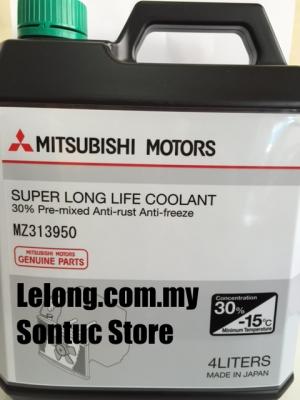 MITSUBISHI MOTORS
SUPER LONG LIFE COOLANT
30% Pre-mixed Anti-rust Anti-freeze
MZ313950
MITSUBISHI MOTORS
GENUINE PARTS
Lelong.com.my
Sontuc Store
Concentration
30%
-15℃
Minimum Temperature
4LITERS
MADE IN JAPAN